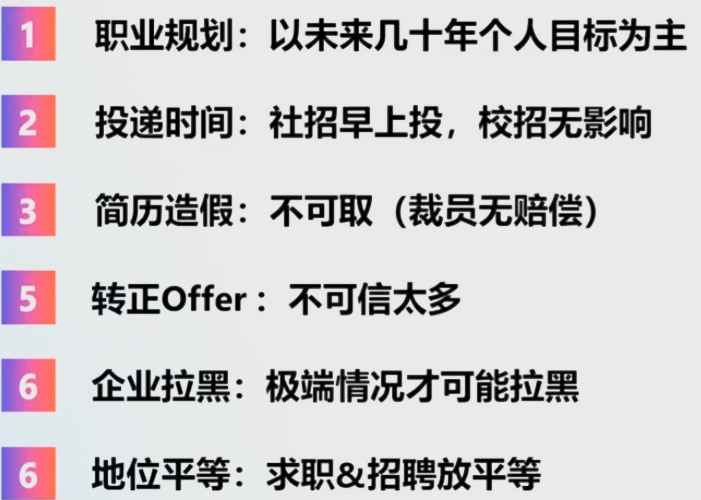 1 职业规划：以未来几十年个人目标为主
2 投递时间：社招早上投，校招无影响
3 简历造假：不可取（裁员无赔偿）
5 转正Offer：不可信太多
6 企业拉黑：极端情况才可能拉黑
6 地位平等：求职&招聘放平等